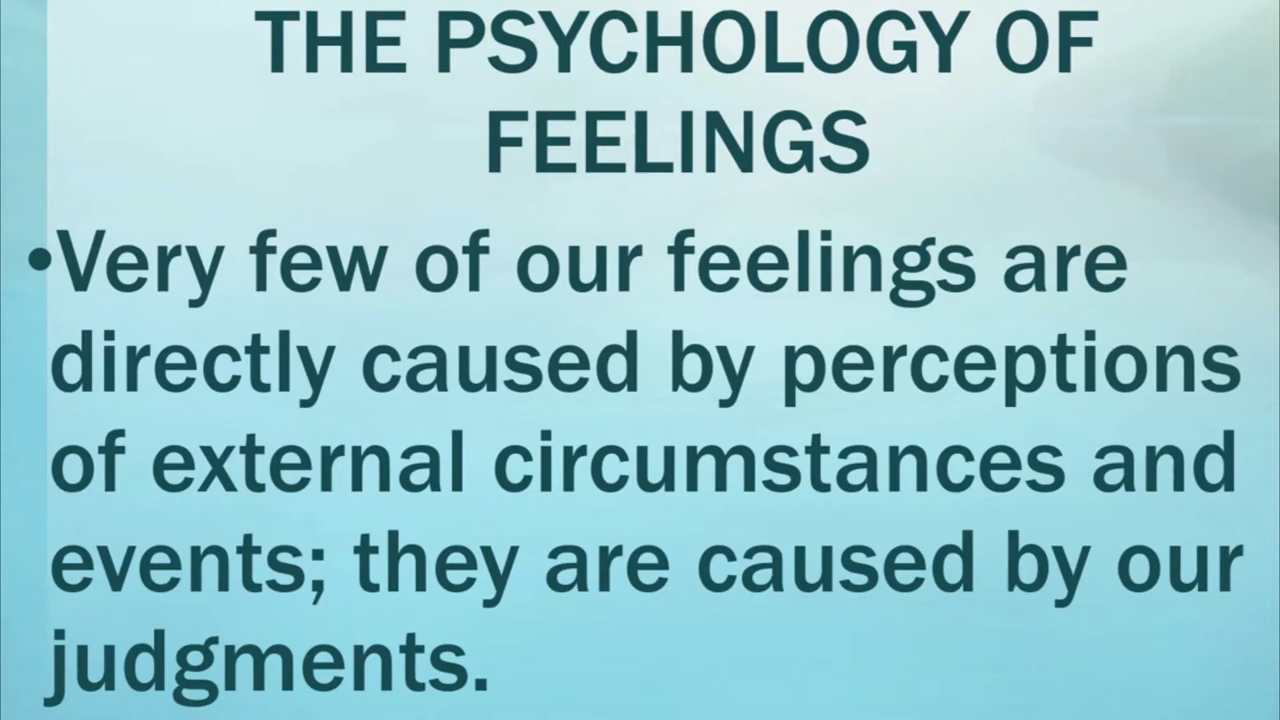 THE PSYCHOLOGY OF
FEELINGS
•Very few of our feelings are
directly caused by perceptions
of external circumstances and
events; they are caused by our
judgments.